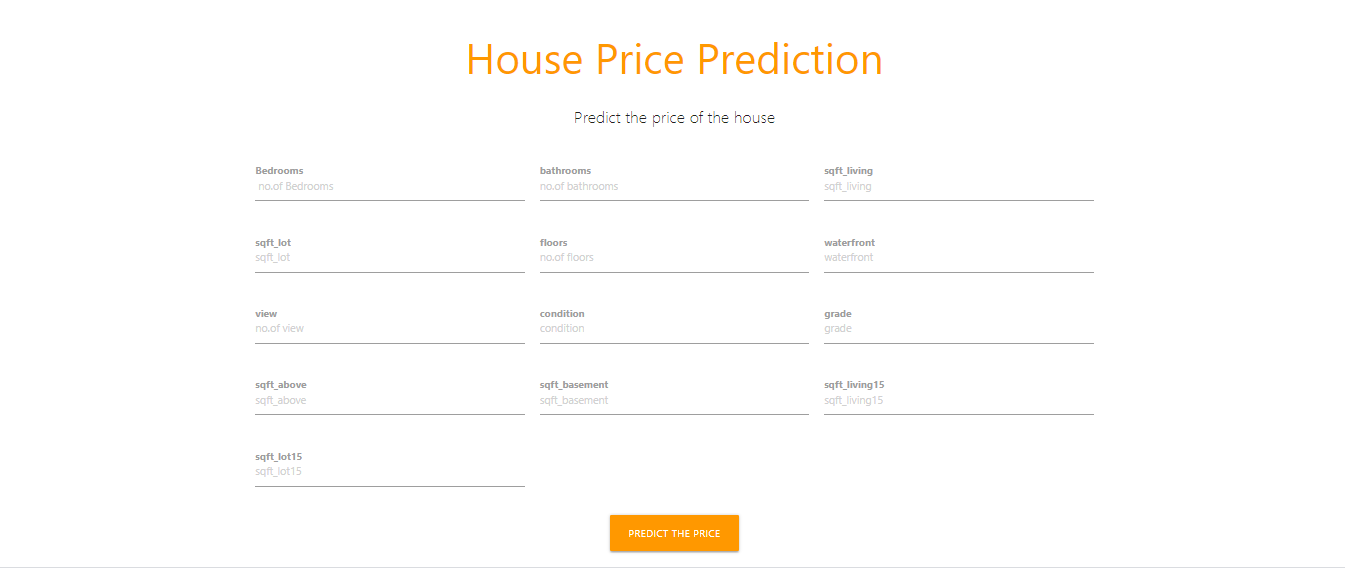 House Price Prediction
Predict the price of the house
Bedrooms bathrooms sqft_living
no.of Bedrooms no.of bathrooms sqft_living
sqft_lot floors waterfront
sqft_lot no.of floors waterfront
view condition grade
no.of view condition grade
sqft_above sqft_basement sqft_living15
sqft_above sqft_basement sqft_living15
sqft_lot15
sqft_lot15
PREDICT THE PRICE